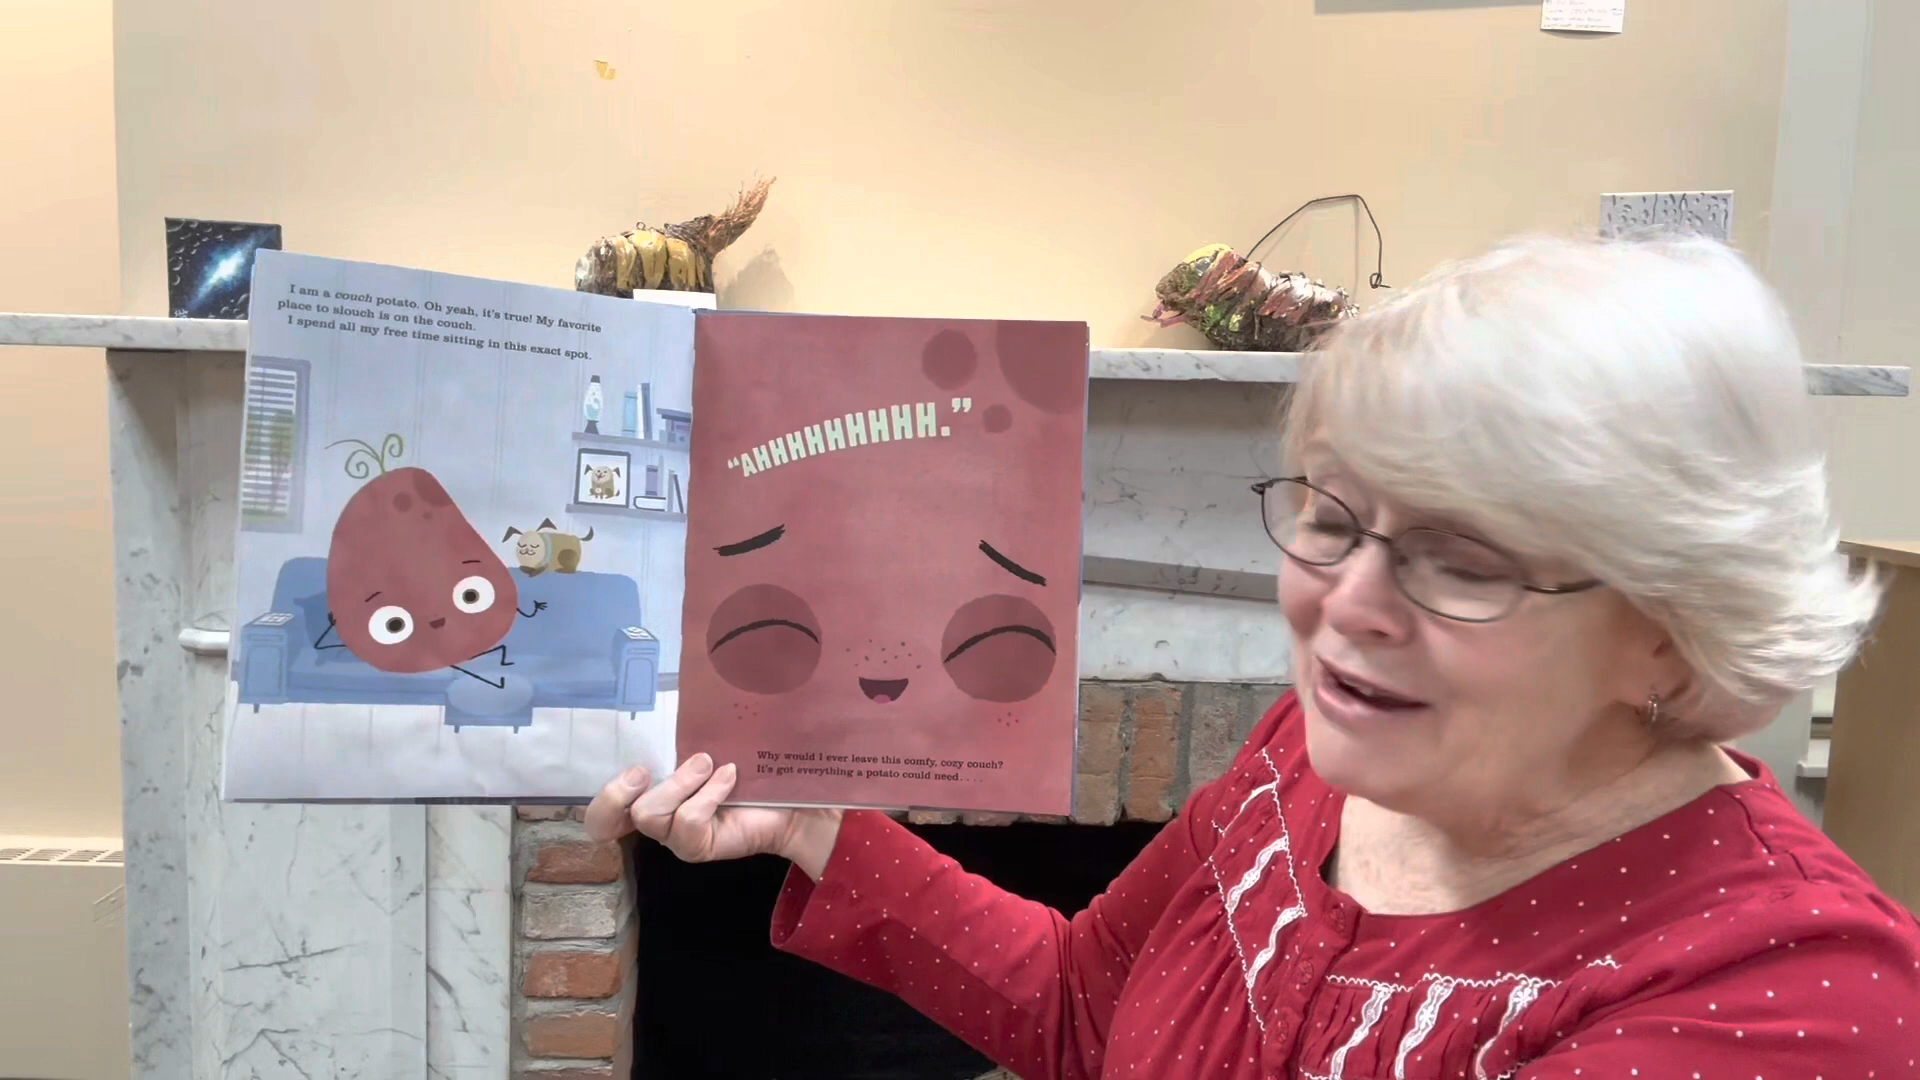 I am a couch potato. Oh yeah, it's true! My favorite
place to slouch is on the couch.
I spend all my free time sitting in this exact spot.
“AHHHHHHHHH.”
Why would I ever leave this comfy, cozy couch?
It's got everything a potato could need....